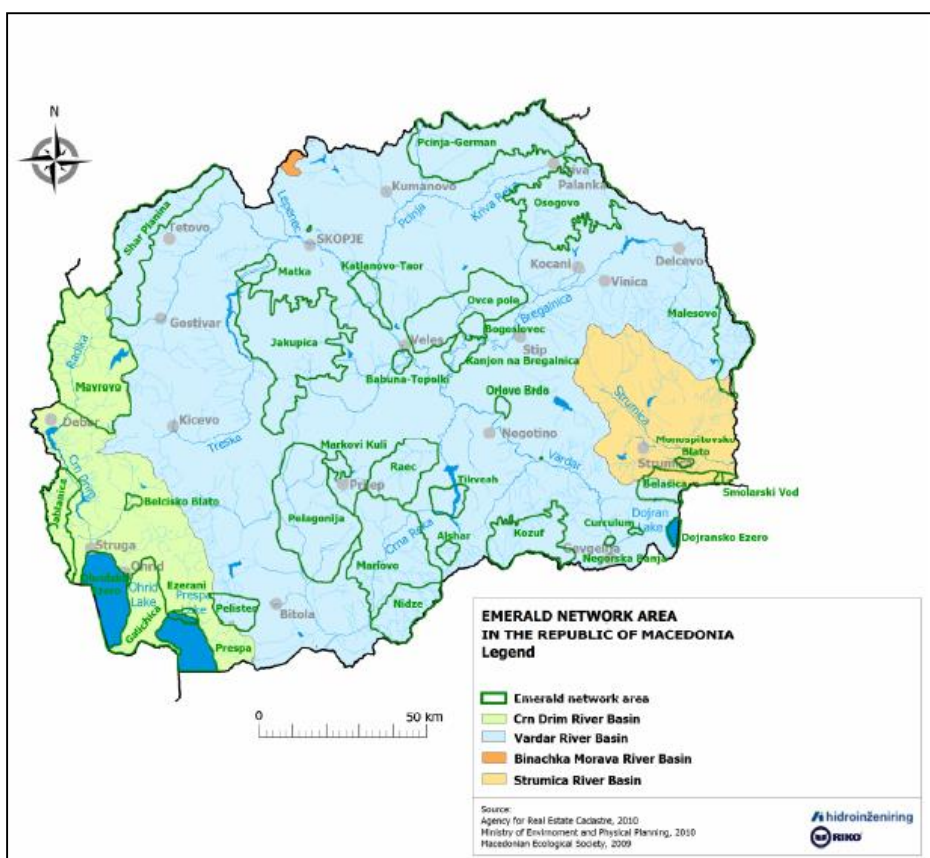 N
Pcinja-German
Kumanovo
Pcinja
Kriva Reka
Palanka
Osogovo
Shar Planina
Tetovo
Lepenec
SKOPJE
Kocani
Delcevo
Vinica
Matka
Katlanovo-Taor
Ovce pole
Bregalnica
Malesevo
Gostivar
Radika
Jakupica
Veles
Bogoslovec
Stip
Kanjon na Bregalnica
Babuna-Topolki
Mavrovo
Orlovo Brdo
Strumica
Debar
Kicevo
Treska
Negotino
Vardar
Monospitovsko
Blato
Strumica
Markovi Kuli
Raec
Prilep
Tikvesh
Belasica
Smolarski Vod
Crn Drim
Jablanica
Belcisko Blato
Pelagonija
Crna Reka
Alshar
Kozuf
Curculum
Dojran
Lake
Dojransko Ezero
Struga
Ohrid
Ohrid
Lake
Ezerani
Prespa
Lake
Mariovo
Gevgelija
Negorska Banja
Galichica
Pelister
Bitola
Nidze
Prespa
0
50 km
EMERALD NETWORK AREA
IN THE REPUBLIC OF MACEDONIA
Legend
Emerald network area
Crn Drim River Basin
Vardar River Basin
Binachka Morava River Basin
Strumica River Basin
Source:
Agency for Real Estate Cadastre, 2010
Ministry of Envirnoment and Physical Planning, 2010
Macedonian Ecological Society, 2009
hidroinženiring
RIKO